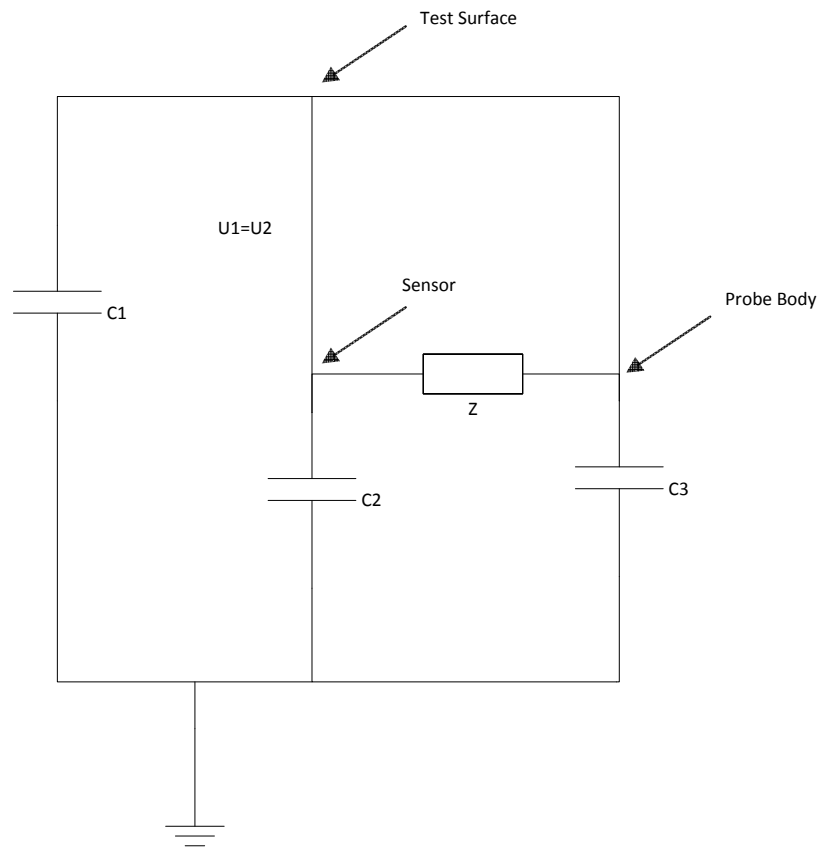 Test Surface
U1=U2
Sensor
Probe Body
C1
Z
C2
C3